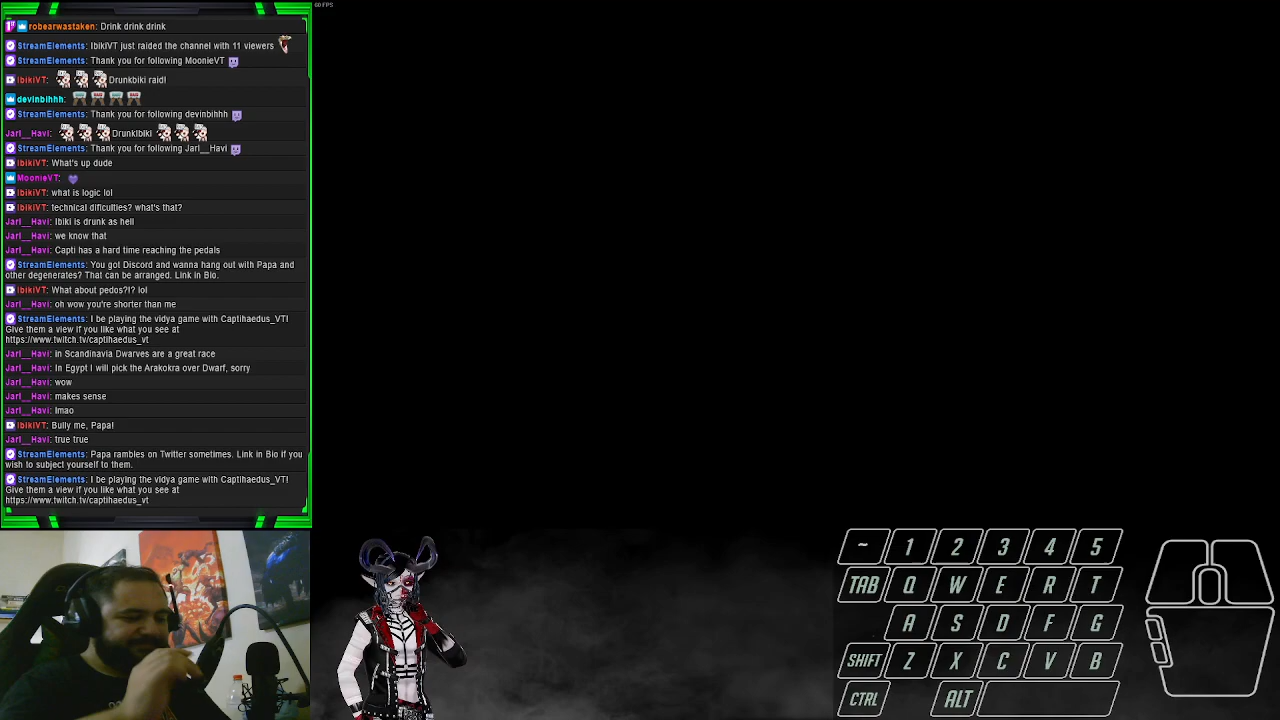 60 FPS
robearwastaken: Drink drink drink
StreamElements: IbikiVT just raided the channel with 11 viewers
StreamElements: Thank you for following MoonieVT
IbikiVT: Drunkbiki raid!
devinbihhh:
StreamElements: Thank you for following devinbihhh
Jarl__Havi: DrunkIbiki
StreamElements: Thank you for following Jarl__Havi
IbikiVT: What's up dude
MoonieVT:
IbikiVT: what is logic lol
IbikiVT: technical dificulties? what's that?
Jarl__Havi: Ibiki is drunk as hell
Jarl__Havi: we know that
Jarl__Havi: Capti has a hard time reaching the pedals
StreamElements: You got Discord and wanna hang out with Papa and
other degenerates? That can be arranged. Link in Bio.
IbikiVT: What about pedos?!? lol
Jarl__Havi: oh wow you're shorter than me
StreamElements: I be playing the vidya game with Captihaedus_VT!
Give them a view if you like what you see at
https://www.twitch.tv/captihaedus_vt
Jarl__Havi: in Scandinavia Dwarves are a great race
Jarl__Havi: In Egypt I will pick the Arakokra over Dwarf, sorry
Jarl__Havi: wow
Jarl__Havi: makes sense
Jarl__Havi: lmao
IbikiVT: Bully me, Papa!
Jarl__Havi: true true
StreamElements: Papa rambles on Twitter sometimes. Link in Bio if you
wish to subject yourself to them.
StreamElements: I be playing the vidya game with Captihaedus_VT!
Give them a view if you like what you see at
https://www.twitch.tv/captihaedus_vt
~ 1 2 3 4 5
TAB Q W E R T
A S D F G
SHIFT Z X C V B
CTRL ALT